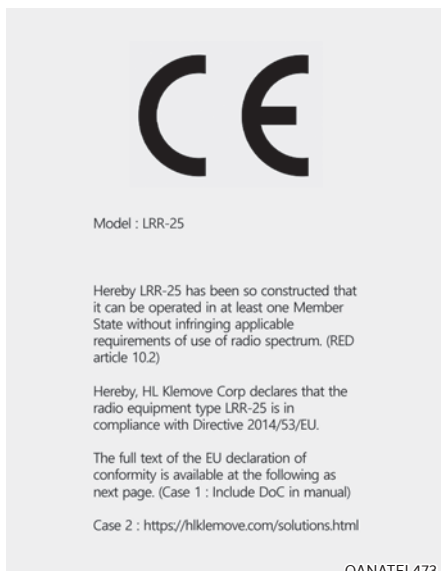 CE
Model : LRR-25
Hereby LRR-25 has been so constructed that
it can be operated in at least one Member
State without infringing applicable
requirements of use of radio spectrum. (RED
article 10.2)
Hereby, HL Klemove Corp declares that the
radio equipment type LRR-25 is in
compliance with Directive 2014/53/EU.
The full text of the EU declaration of
conformity is available at the following as
next page. (Case 1 : Include DoC in manual)
Case 2 : https://hlklemove.com/solutions.html